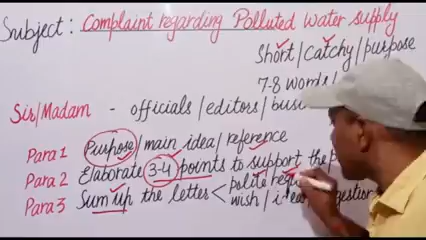 Subject: Complaint regarding Polluted Water supply
Short/catchy/purpose
7-8 words/
Sir/Madam - officials/editors/
Para 1 Purpose/main idea/reference
Para 2 Elaborate 3-4 points to support the
Para 3 Sum up the letter < polite
wish/